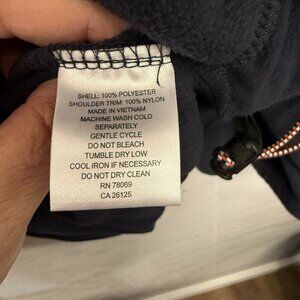 SHELL: 100% POLYESTER
SHOULDER TRIM: 100% NYLON
MADE IN VIETNAM
MACHINE WASH COLD
SEPARATELY
GENTLE CYCLE
DO NOT BLEACH
TUMBLE DRY LOW
COOL IRON IF NECESSARY
DO NOT DRY CLEAN
RN 78069
CA 26125